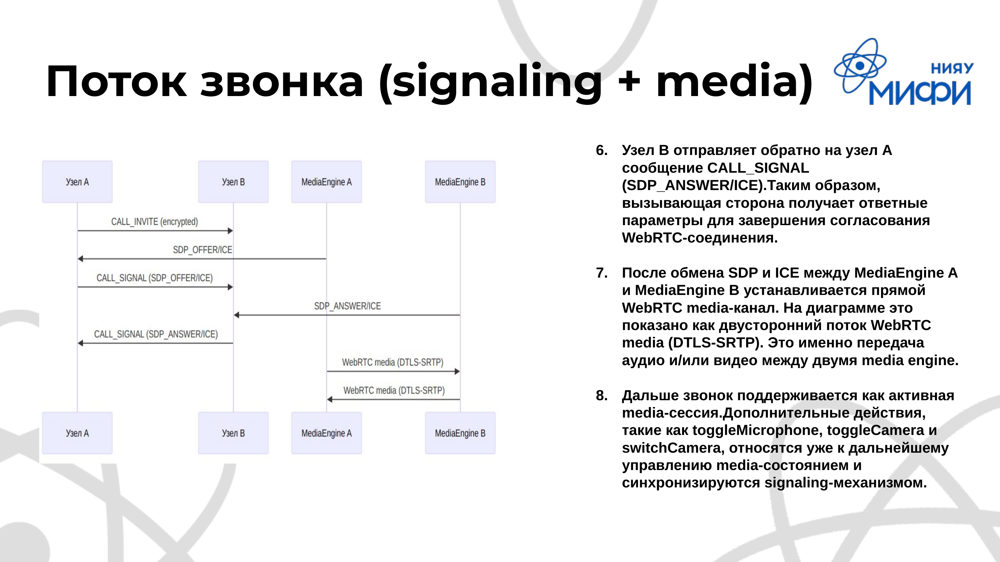 Поток звонка (signaling + media)
НИЯУ
МИФИ
Узел A
Узел B
MediaEngine A
MediaEngine B
CALL_INVITE (encrypted)
SDP_OFFER/ICE
CALL_SIGNAL (SDP_OFFER/ICE)
SDP_ANSWER/ICE
CALL_SIGNAL (SDP_ANSWER/ICE)
WebRTC media (DTLS-SRTP)
WebRTC media (DTLS-SRTP)
Узел A
Узел B
MediaEngine A
MediaEngine B
6. Узел B отправляет обратно на узел A
сообщение CALL_SIGNAL
(SDP_ANSWER/ICE).Таким образом,
вызывающая сторона получает ответные
параметры для завершения согласования
WebRTC-соединения.
7. После обмена SDP и ICE между MediaEngine A
и MediaEngine B устанавливается прямой
WebRTC media-канал. На диаграмме это
показано как двусторонний поток WebRTC
media (DTLS-SRTP). Это именно передача
аудио и/или видео между двумя media engine.
8. Дальше звонок поддерживается как активная
media-сессия.Дополнительные действия,
такие как toggleMicrophone, toggleCamera и
switchCamera, относятся уже к дальнейшему
управлению media-состоянием и
синхронизируются signaling-механизмом.